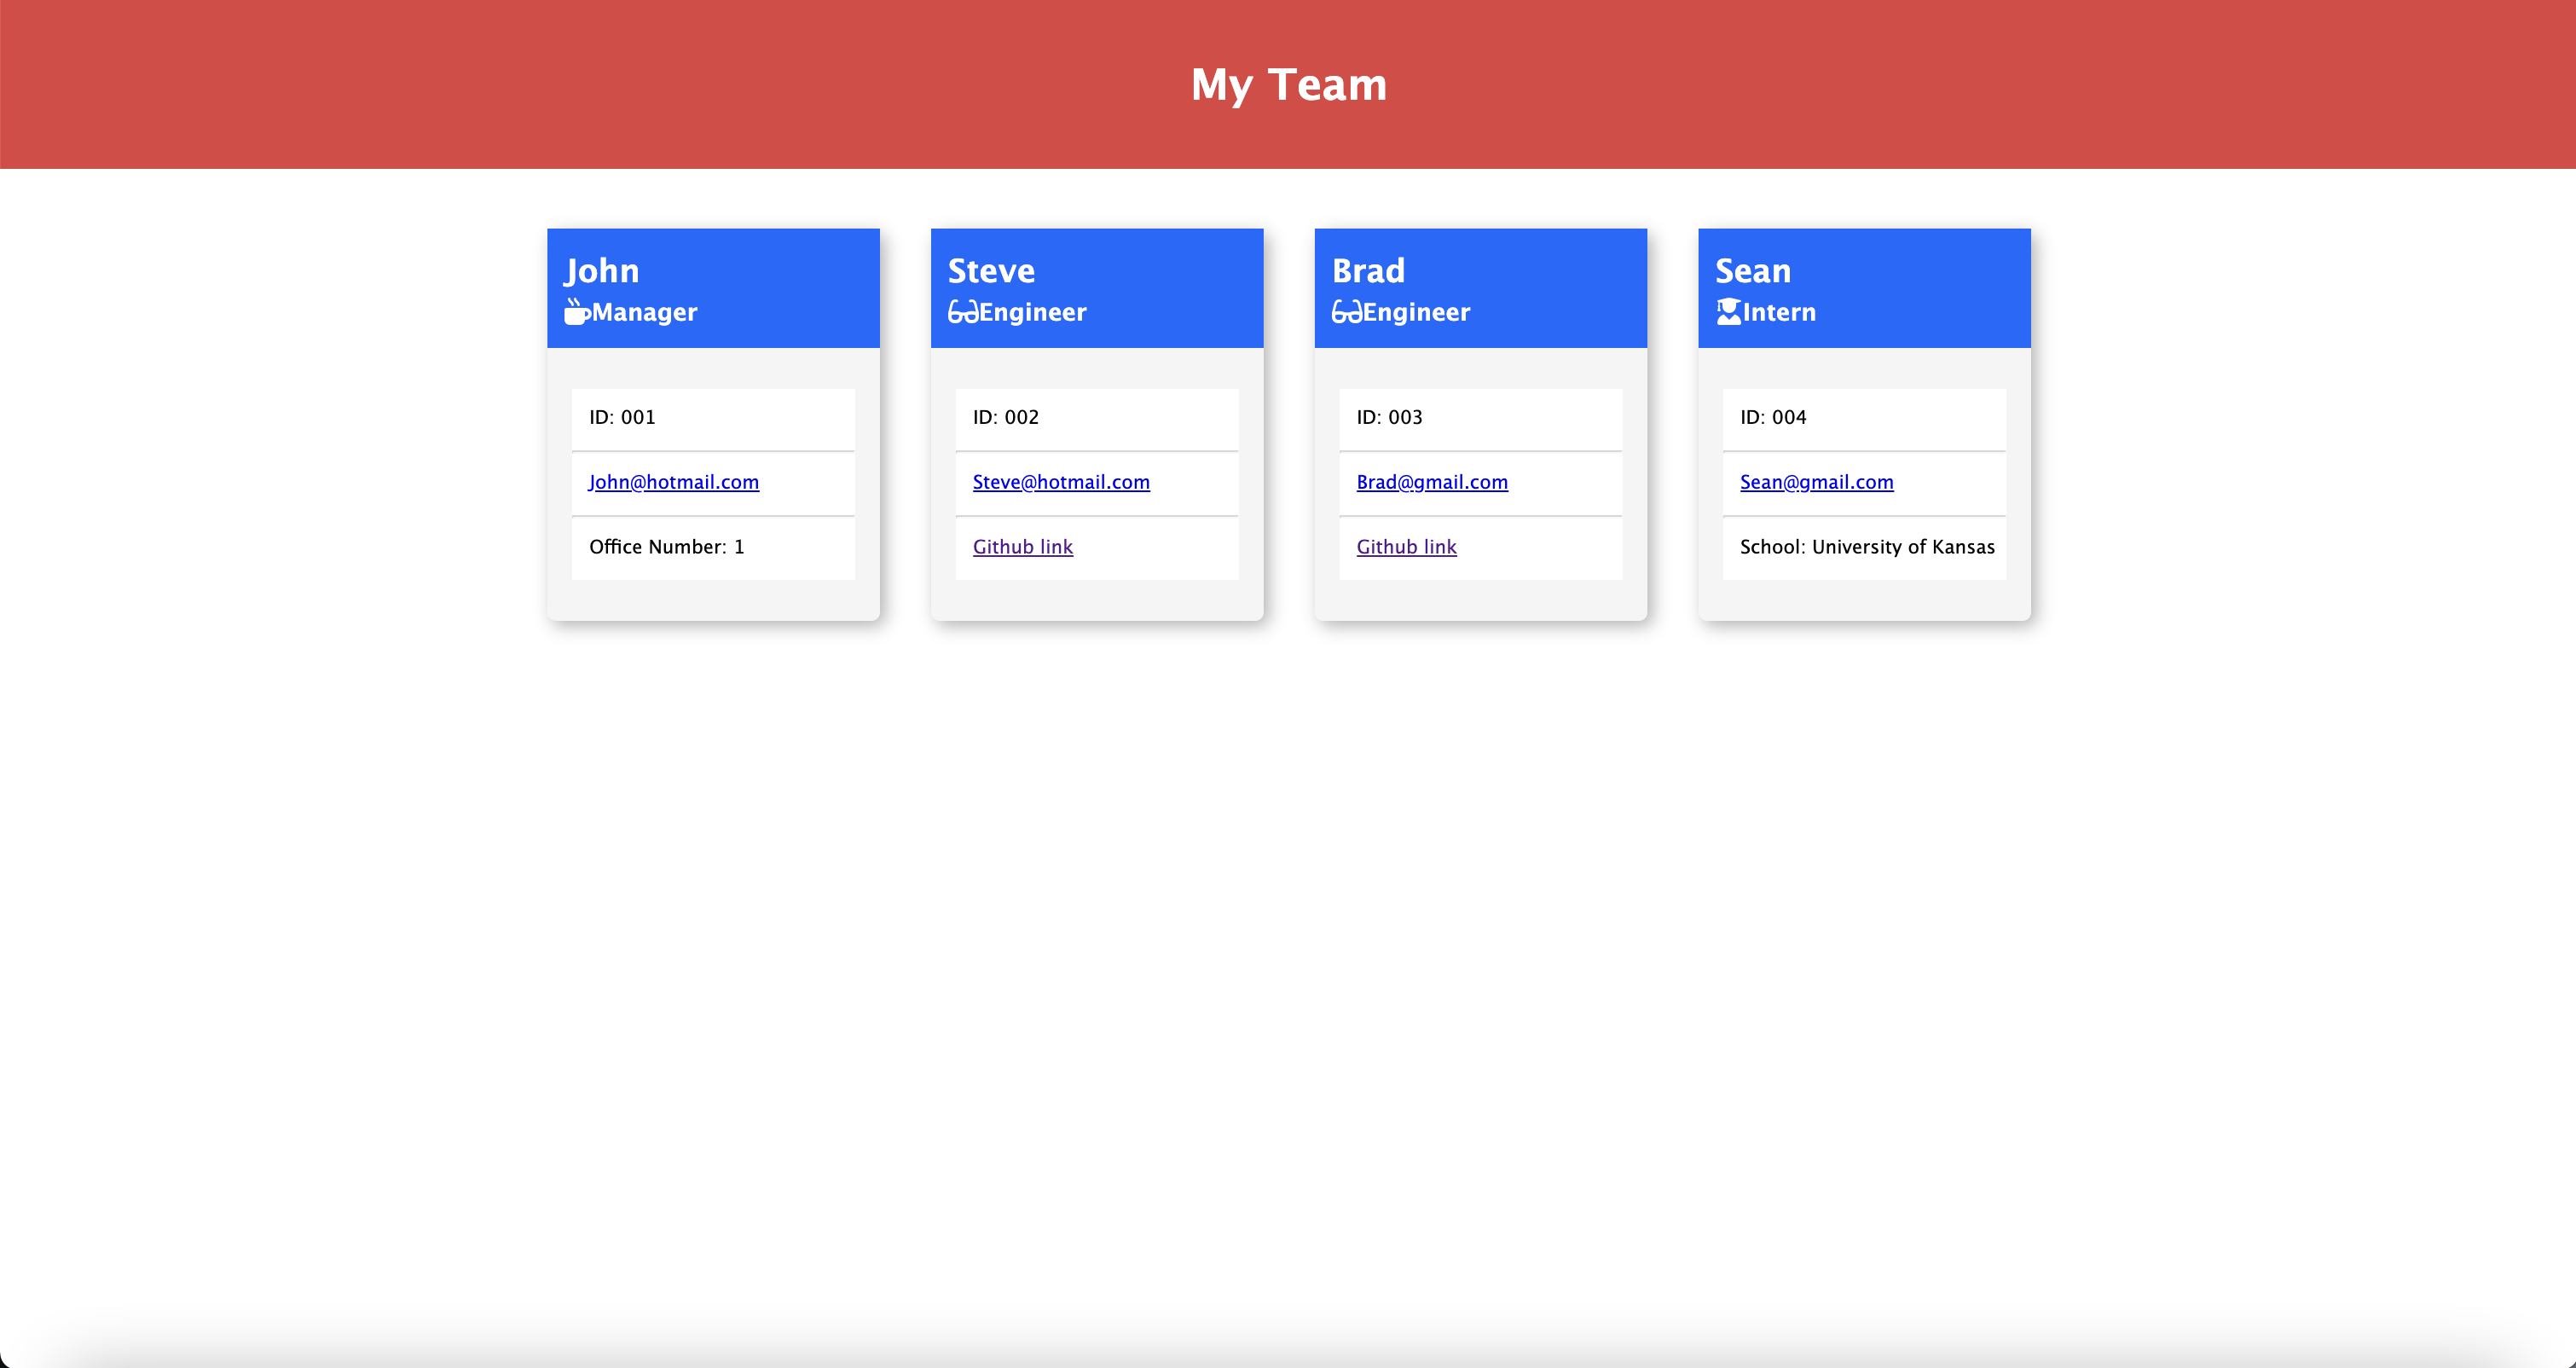 My Team
John
Manager
ID: 001
John@hotmail.com
Office Number: 1
Steve
Engineer
ID: 002
Steve@hotmail.com
Github link
Brad
Engineer
ID: 003
Brad@gmail.com
Github link
Sean
Intern
ID: 004
Sean@gmail.com
School: University of Kansas